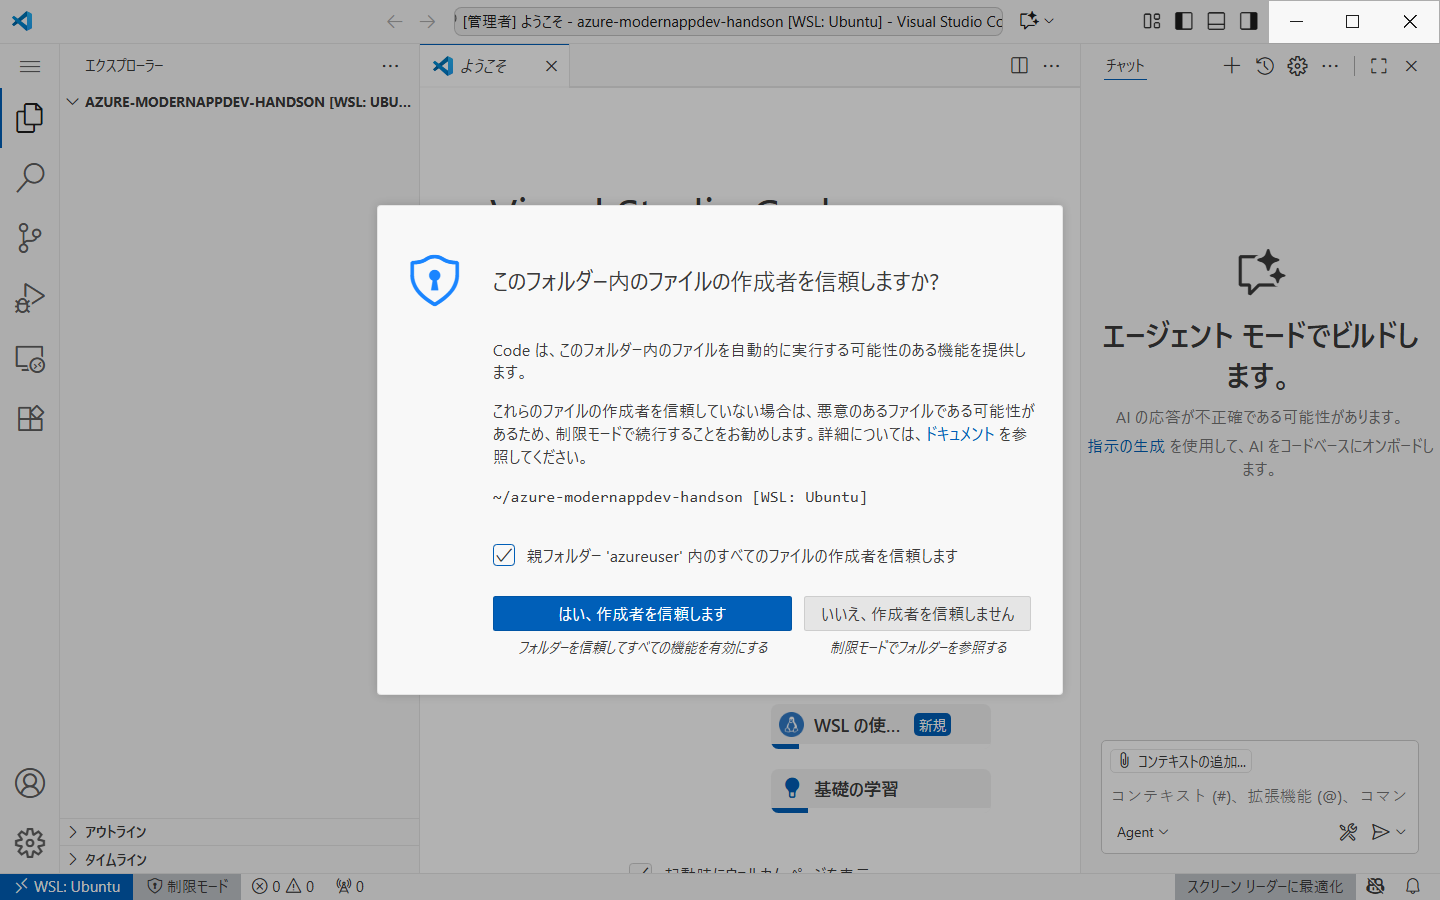 [管理者] ようこそ - azure-modernappdev-handson [WSL: Ubuntu] - Visual Studio Co
エクスプローラー
ようこそ
チャット
AZURE-MODERNAPPDEV-HANDSON [WSL: UBU...
Visual Studio Code
このフォルダー内のファイルの作成者を信頼しますか?
Code は、このフォルダー内のファイルを自動的に実行する可能性のある機能を提供し
ます。
これらのファイルの作成者を信頼していない場合は、悪意のあるファイルである可能性が
あるため、制限モードで続行することをお勧めします。詳細については、ドキュメント を参
照してください。
~/azure-modernappdev-handson [WSL: Ubuntu]
親フォルダー 'azureuser' 内のすべてのファイルの作成者を信頼します
はい、作成者を信頼します
いいえ、作成者を信頼しません
フォルダーを信頼してすべての機能を有効にする
制限モードでフォルダーを参照する
エージェント モードでビルドし
ます。
AI の応答が不正確である可能性があります。
指示の生成 を使用して、AI をコードベースにオンボードし
ます。
WSL の使... 新規
基礎の学習
起動時にウェルカム ページを表示
コンテキストの追加...
コンテキスト (#)、拡張機能 (@)、コマン
Agent
アウトライン
タイムライン
WSL: Ubuntu
制限モード
0
0
0
スクリーン リーダーに最適化